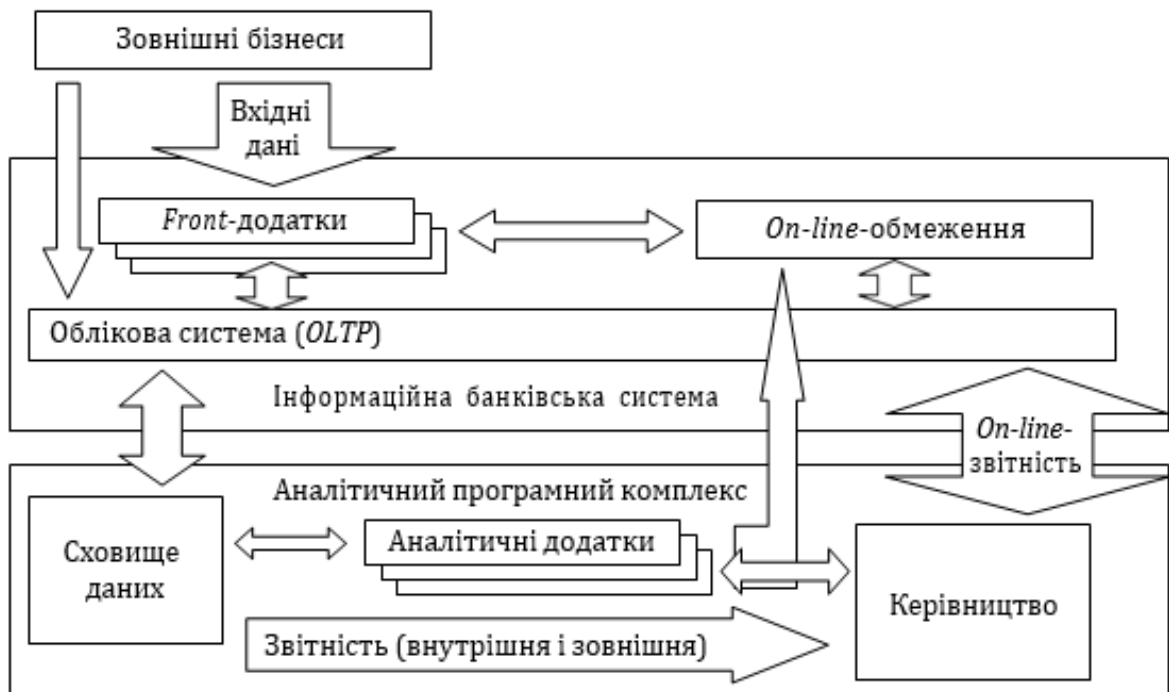 Зовнішні бізнеси
Вхідні
дані
Front-додатки
On-line-обмеження
Облікова система (OLTP)
Інформаційна банківська система
On-line-
звітність
Аналітичний програмний комплекс
Сховище
даних
Аналітичні додатки
Керівництво
Звітність (внутрішня і зовнішня)